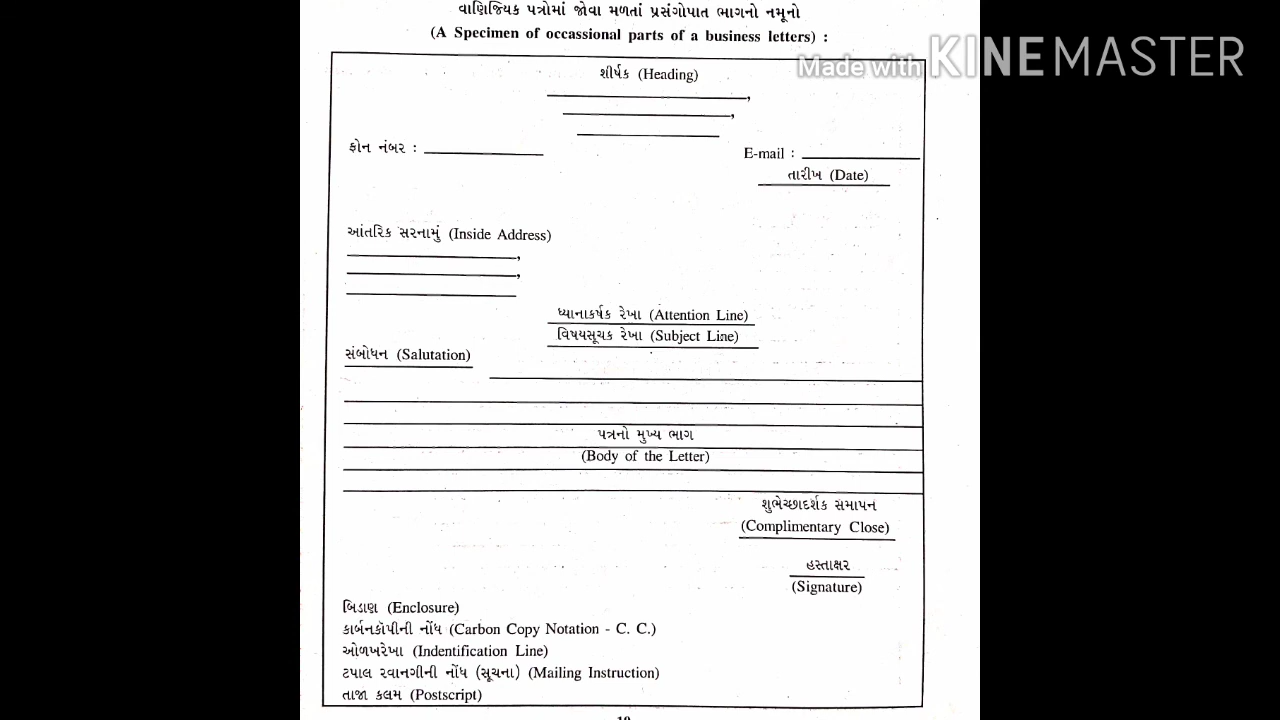 વાણિજ્યિક પત્રોમાં જોવા મળતાં પ્રસંગોપાત ભાગનો નમૂનો
(A Specimen of occassional parts of a business letters) :
Made with KINEMASTER
શીર્ષક (Heading)
ફોન નંબર :
E-mail :
તારીખ (Date)
આંતરિક સરનામું (Inside Address)
ધ્યાનાકર્ષક રેખા (Attention Line)
વિષયસૂચક રેખા (Subject Line)
સંબોધન (Salutation)
પત્રનો મુખ્ય ભાગ
(Body of the Letter)
શુભેચ્છાદર્શક સમાપન
(Complimentary Close)
હસ્તાક્ષર
(Signature)
બિડાણ (Enclosure)
કાર્બનકૉપીની નોંધ (Carbon Copy Notation - C. C.)
ઓળખરેખા (Indentification Line)
ટપાલ રવાનગીની નોંધ (સૂચના) (Mailing Instruction)
તાજા કલમ (Postscript)